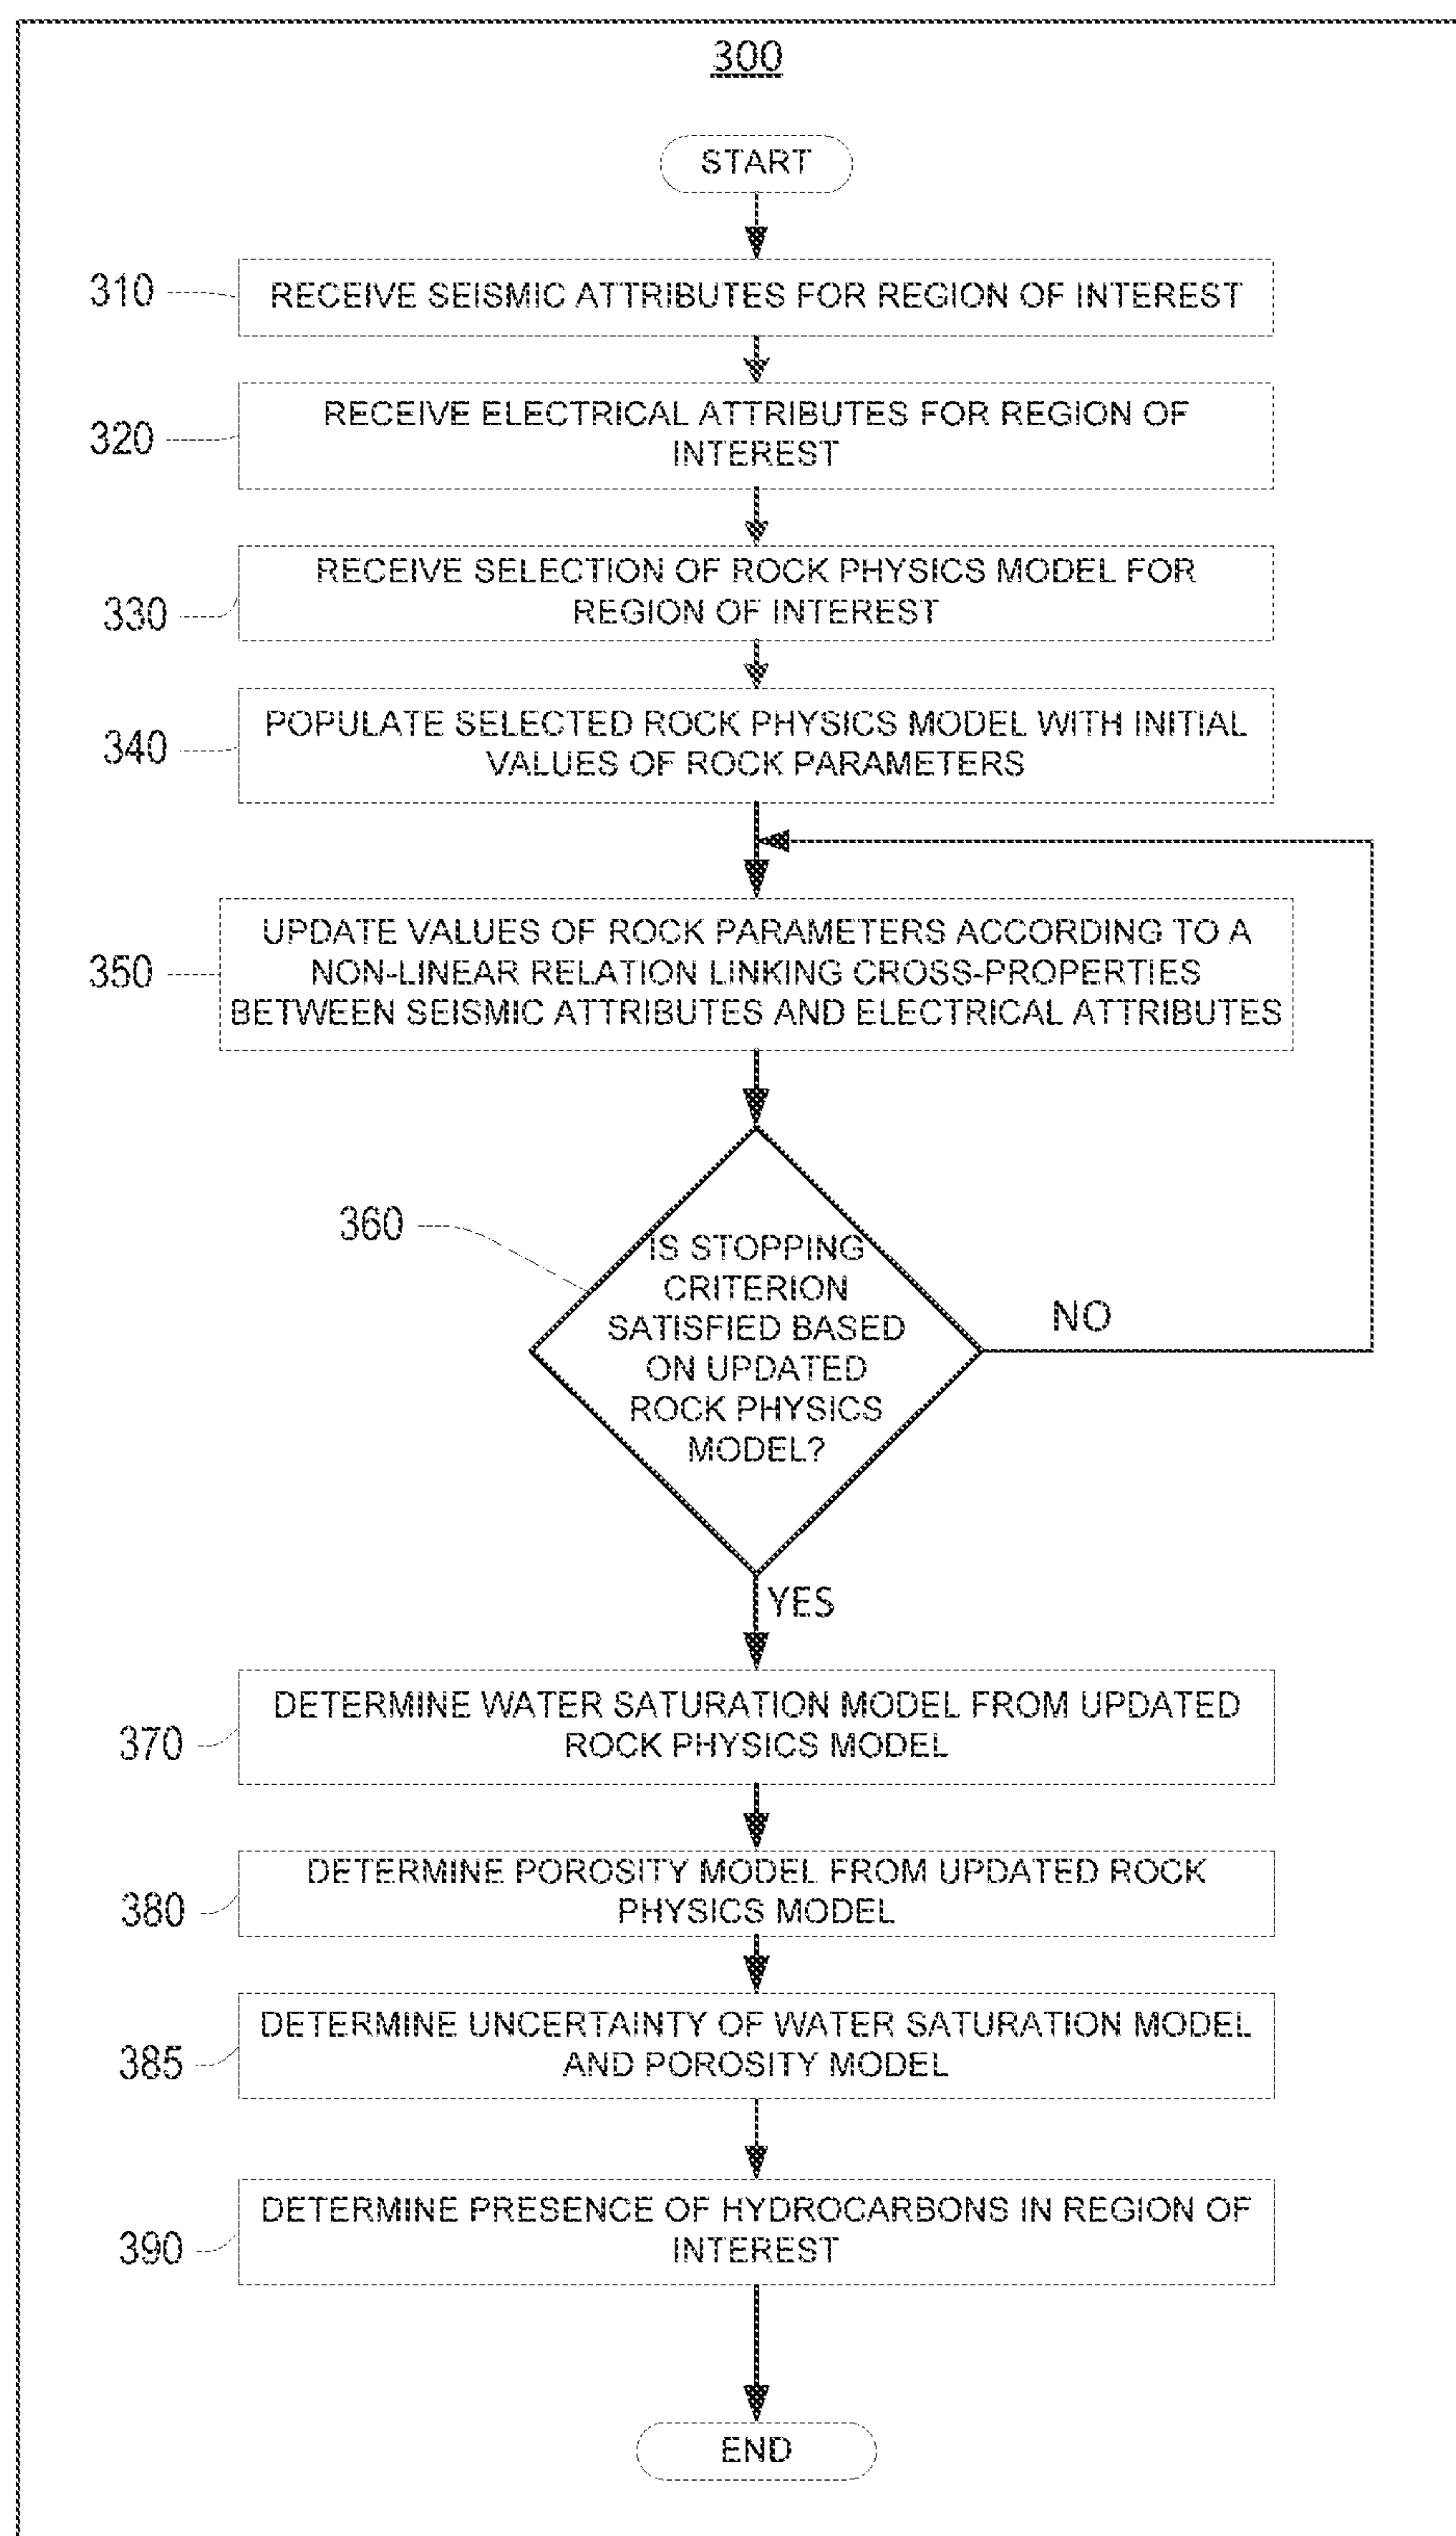 300
START
310
RECEIVE SEISMIC ATTRIBUTES FOR REGION OF INTEREST
320
RECEIVE ELECTRICAL ATTRIBUTES FOR REGION OF
INTEREST
330
RECEIVE SELECTION OF ROCK PHYSICS MODEL FOR
REGION OF INTEREST
340
POPULATE SELECTED ROCK PHYSICS MODEL WITH INITIAL
VALUES OF ROCK PARAMETERS
350
UPDATE VALUES OF ROCK PARAMETERS ACCORDING TO A
NON-LINEAR RELATION LINKING CROSS-PROPERTIES
BETWEEN SEISMIC ATTRIBUTES AND ELECTRICAL ATTRIBUTES
360
IS STOPPING
CRITERION
SATISFIED BASED
ON UPDATED
ROCK PHYSICS
MODEL?
NO
YES
370
DETERMINE WATER SATURATION MODEL FROM UPDATED
ROCK PHYSICS MODEL
380
DETERMINE POROSITY MODEL FROM UPDATED ROCK
PHYSICS MODEL
385
DETERMINE UNCERTAINTY OF WATER SATURATION MODEL
AND POROSITY MODEL
390
DETERMINE PRESENCE OF HYDROCARBONS IN REGION OF
INTEREST
END